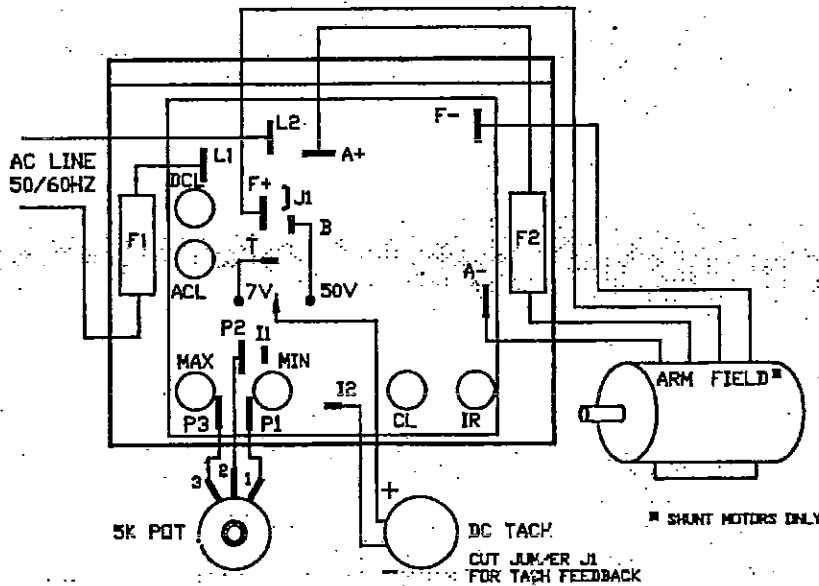 L2
F-
A+
AC LINE
50/60HZ
L1
DCL
F+
J1
F1
B
F2
T
A-
ACL
7V
50V
P2
I1
MAX
MIN
ARM FIELD
I2
P3
P1
CL
IR
3
2
1
+
5K POT
DC TACH
SHUNT MOTORS ONLY
CUT JUMPER J1
FOR TACH FEEDBACK